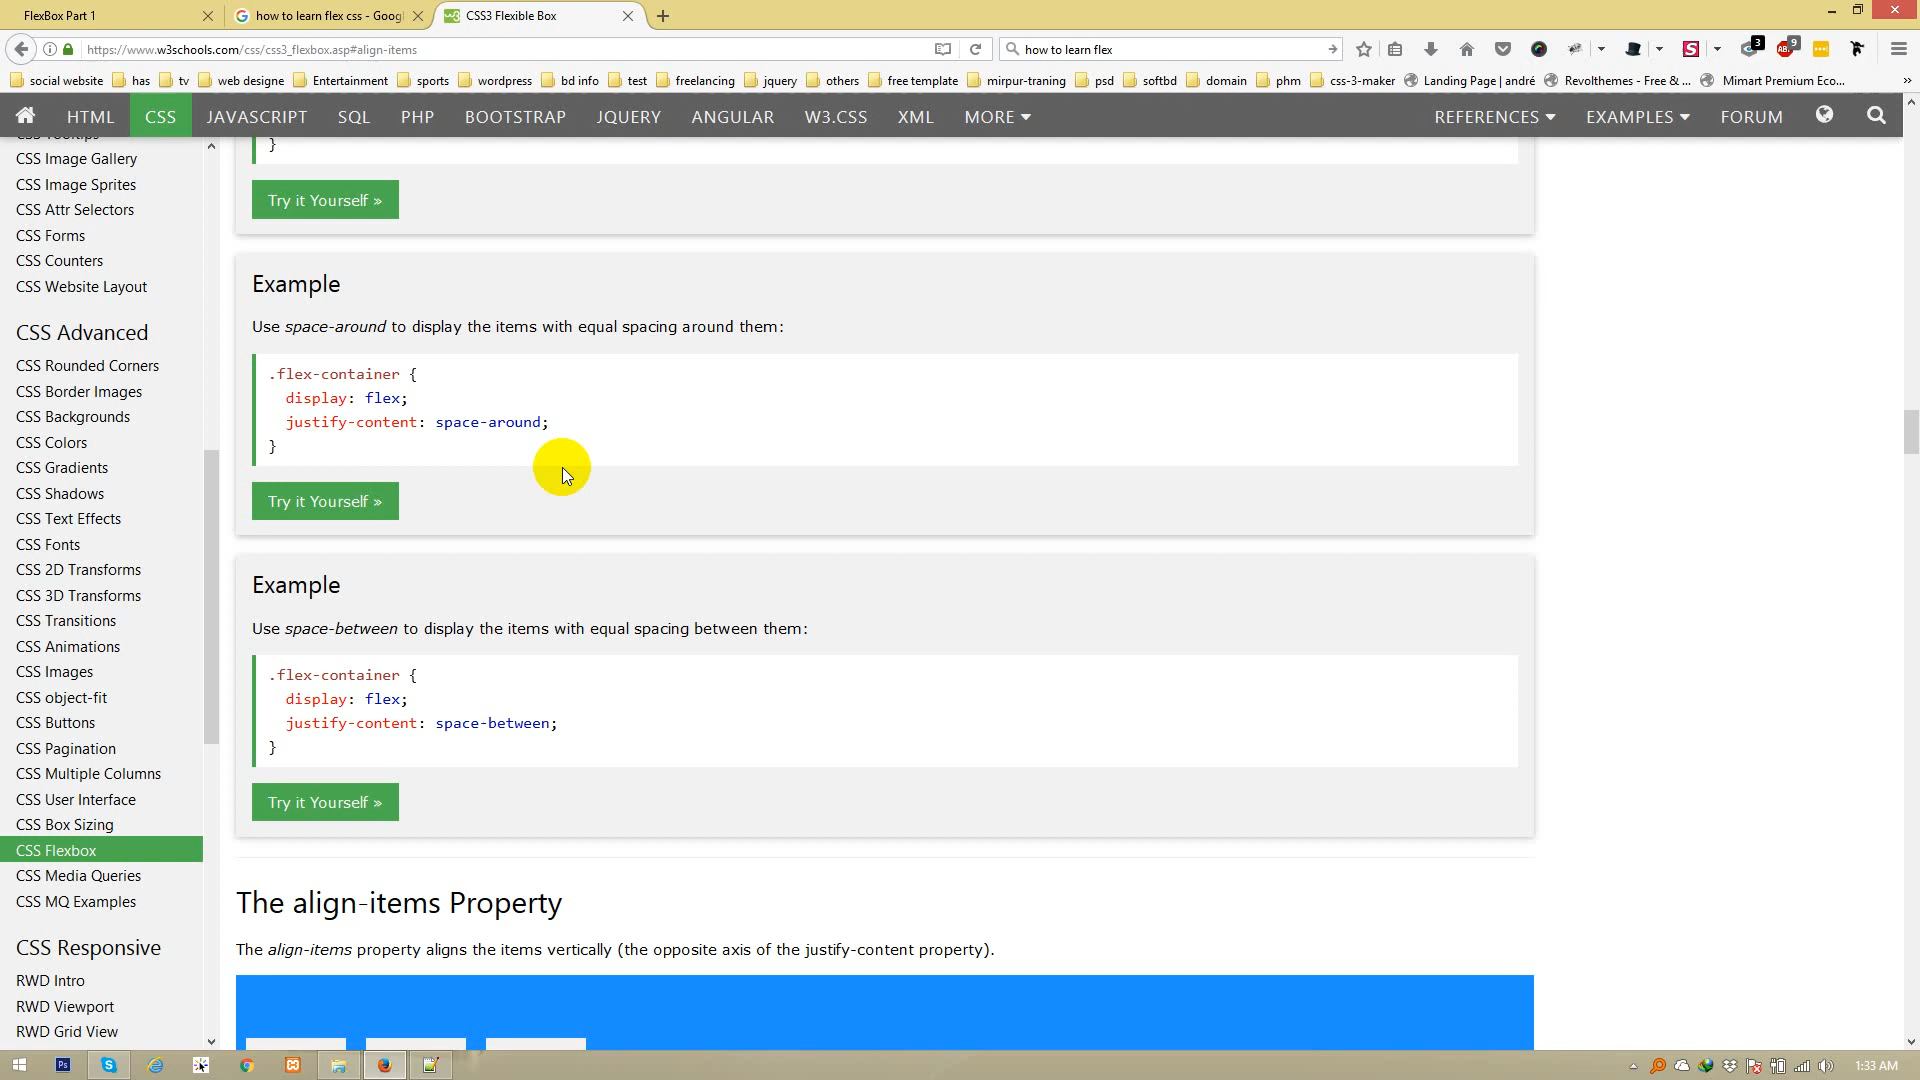 FlexBox Part 1
how to learn flex css - Googl
CSS3 Flexible Box
https://www.w3schools.com/css/css3_flexbox.asp#align-items
how to learn flex
3
9
social website
has
tv
web designe
Entertainment
sports
wordpress
bd info
test
freelancing
jquery
others
free template
mirpur-traning
psd
softbd
domain
phm
css-3-maker
Landing Page | andré
Revolthemes - Free & ...
Mimart Premium Eco...
HTML
CSS
JAVASCRIPT
SQL
PHP
BOOTSTRAP
JQUERY
ANGULAR
W3.CSS
XML
MORE
REFERENCES
EXAMPLES
FORUM
CSS Tooltips
CSS Image Gallery
CSS Image Sprites
CSS Attr Selectors
CSS Forms
CSS Counters
CSS Website Layout
CSS Advanced
CSS Rounded Corners
CSS Border Images
CSS Backgrounds
CSS Colors
CSS Gradients
CSS Shadows
CSS Text Effects
CSS Fonts
CSS 2D Transforms
CSS 3D Transforms
CSS Transitions
CSS Animations
CSS Images
CSS object-fit
CSS Buttons
CSS Pagination
CSS Multiple Columns
CSS User Interface
CSS Box Sizing
CSS Flexbox
CSS Media Queries
CSS MQ Examples
CSS Responsive
RWD Intro
RWD Viewport
RWD Grid View
}
Try it Yourself »
Example
Use space-around to display the items with equal spacing around them:
.flex-container {
display: flex;
justify-content: space-around;
}
Try it Yourself »
Example
Use space-between to display the items with equal spacing between them:
.flex-container {
display: flex;
justify-content: space-between;
}
Try it Yourself »
The align-items Property
The align-items property aligns the items vertically (the opposite axis of the justify-content property).
1:33 AM